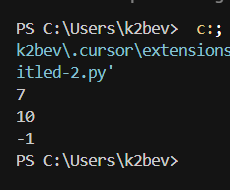 PS C:\Users\k2bev>  c:;
k2bev\.cursor\extensions
itled-2.py'
7
10
-1
PS C:\Users\k2bev>